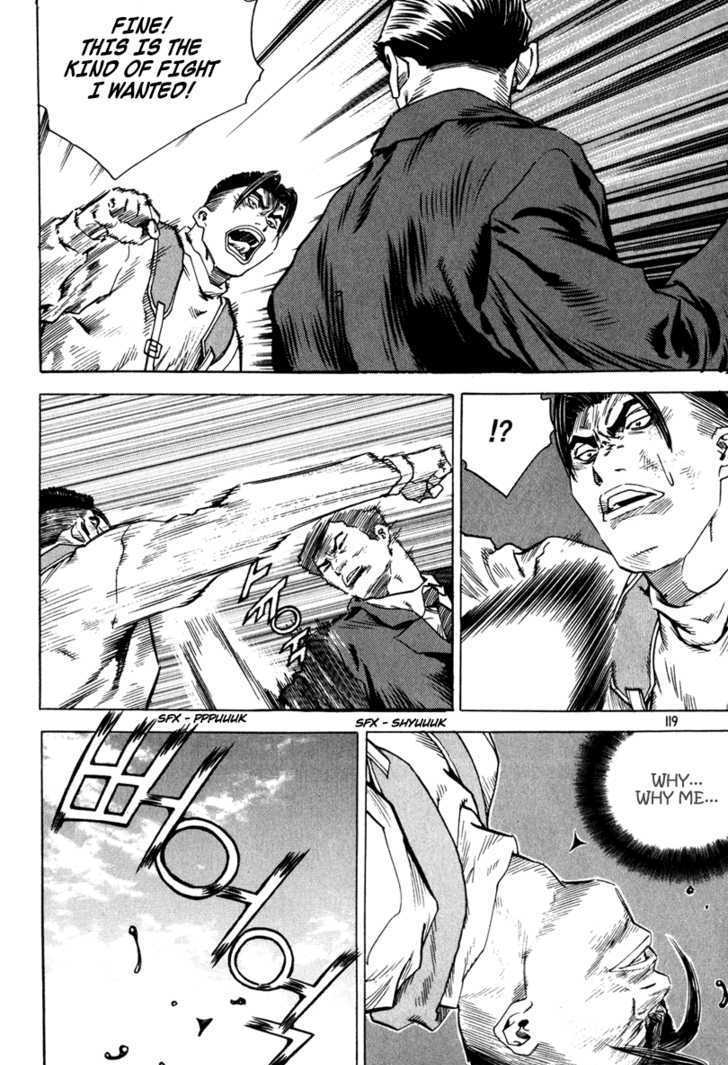 FINE!
THIS IS THE
KIND OF FIGHT
I WANTED!
!?
SFX - PPPUUUK
SFX - SHYUUUK
119
WHY...
WHY ME...